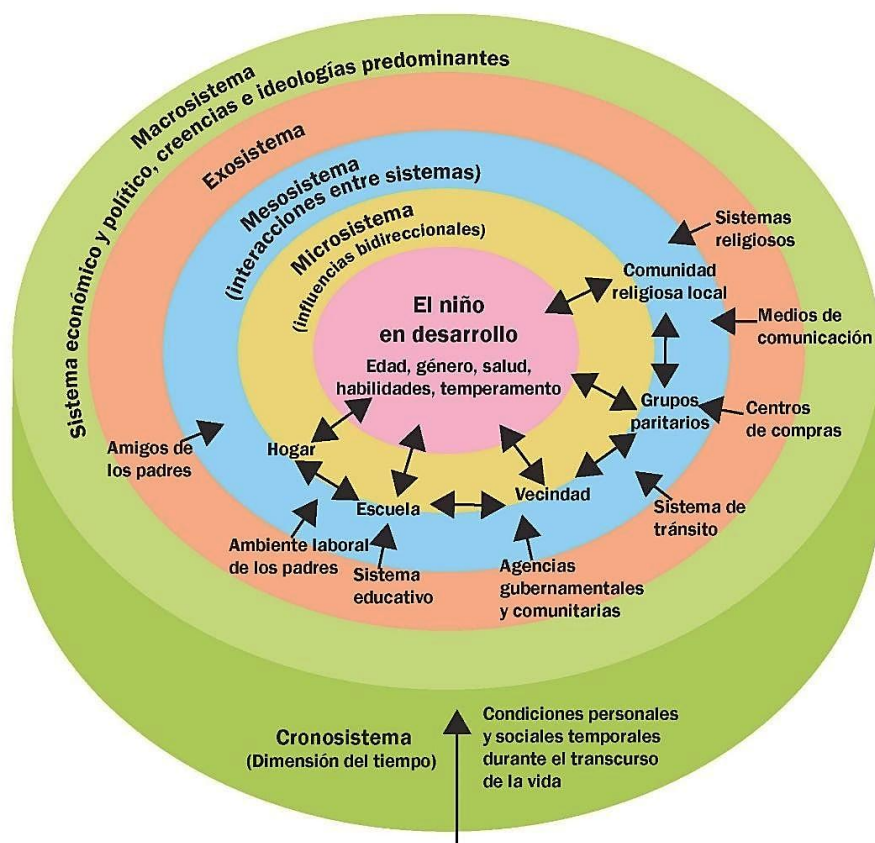 Macrosistema
Sistema económico y político, creencias e ideologías predominantes
Exosistema
Mesosistema
(interacciones entre sistemas)
Microsistema
(influencias bidireccionales)
El niño
en desarrollo
Edad, género, salud,
habilidades, temperamento
Sistemas
religiosos
Comunidad
religiosa local
Medios de
comunicación
Grupos
paritarios
Centros
de compras
Amigos de
los padres
Hogar
Escuela
Vecindad
Sistema de
tránsito
Ambiente laboral
de los padres
Sistema
educativo
Agencias
gubernamentales
y comunitarias
Cronosistema
(Dimensión del tiempo)
Condiciones personales
y sociales temporales
durante el transcurso
de la vida